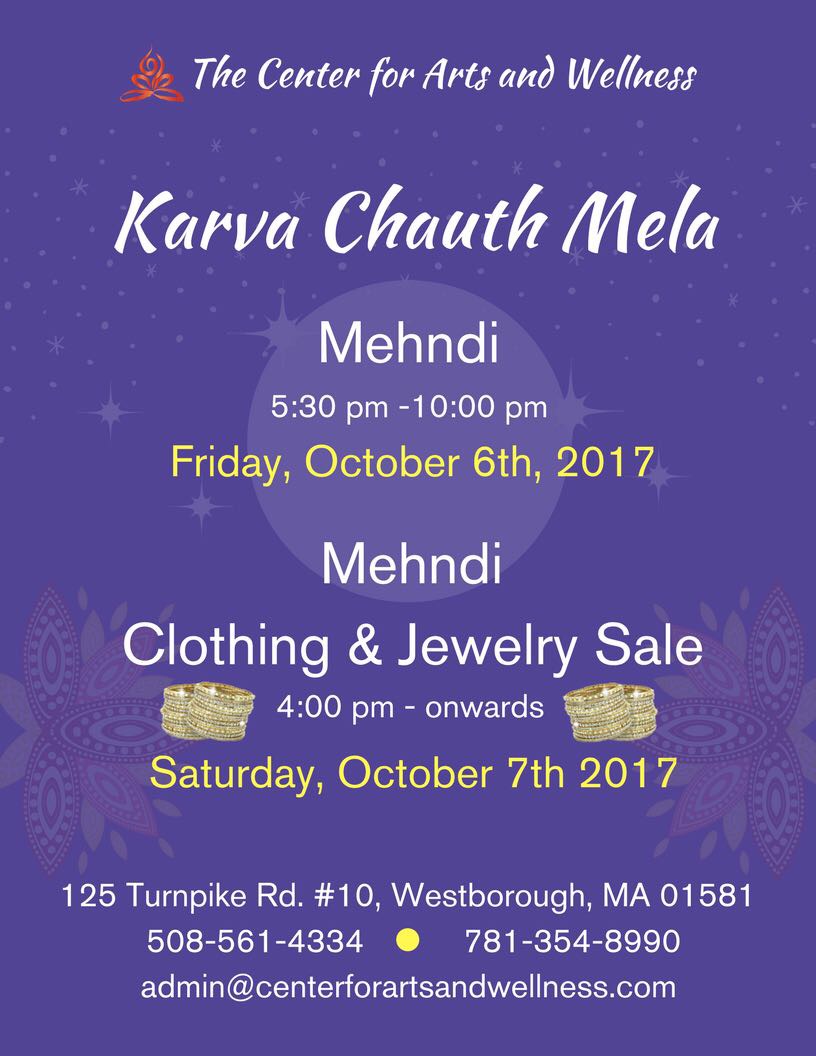 The Center for Arts and Wellness
Karva Chauth Mela
Mehndi
5:30 pm -10:00 pm
Friday, October 6th, 2017
Mehndi
Clothing & Jewelry Sale
4:00 pm - onwards
Saturday, October 7th 2017
125 Turnpike Rd. #10, Westborough, MA 01581
508-561-4334 ● 781-354-8990
admin@centerforartsandwellness.com